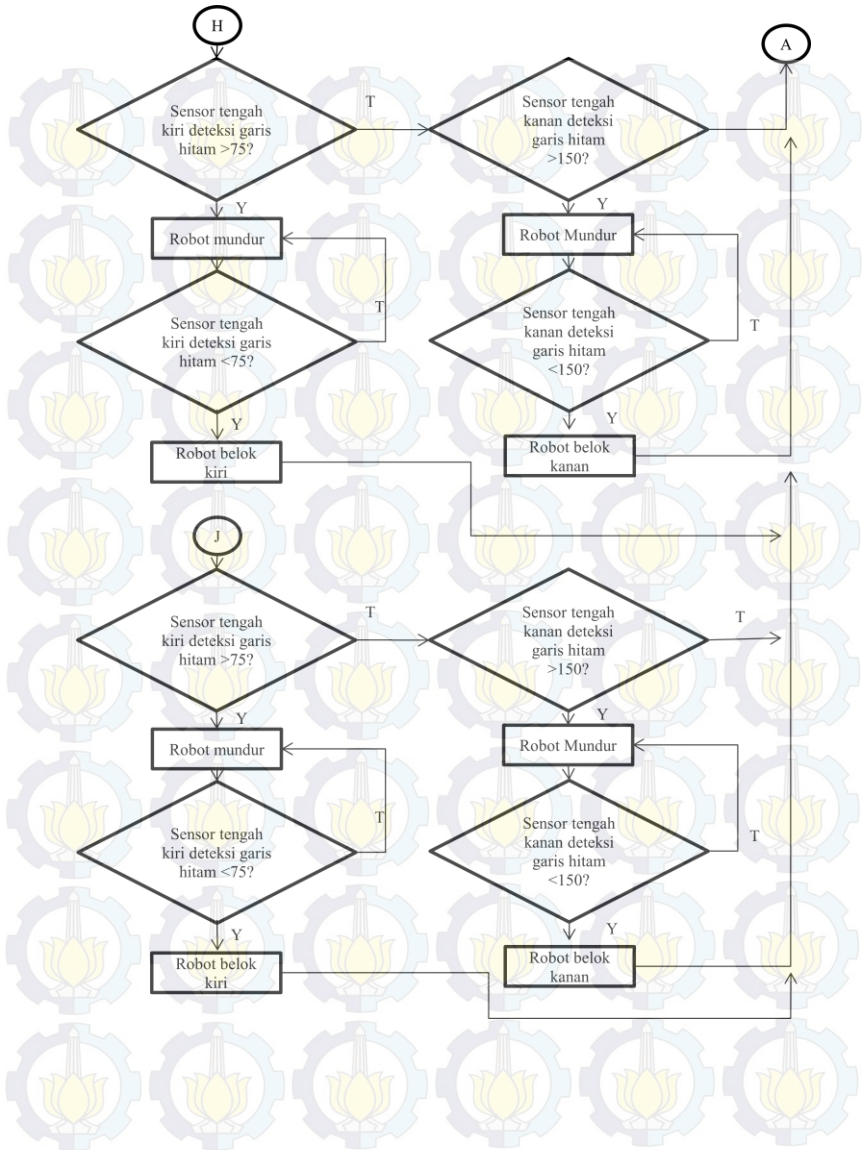 H
A
Sensor tengah
kiri deteksi garis
hitam >75?
T
Sensor tengah
kanan deteksi
garis hitam
>150?
Y
Y
Robot mundur
Robot Mundur
Sensor tengah
kiri deteksi garis
hitam <75?
T
Sensor tengah
kanan deteksi
garis hitam
<150?
T
Y
Y
Robot belok
kiri
Robot belok
kanan
J
Sensor tengah
kiri deteksi garis
hitam >75?
T
Sensor tengah
kanan deteksi
garis hitam
>150?
T
Y
Y
Robot mundur
Robot Mundur
Sensor tengah
kiri deteksi garis
hitam <75?
T
Sensor tengah
kanan deteksi
garis hitam
<150?
T
Y
Y
Robot belok
kiri
Robot belok
kanan